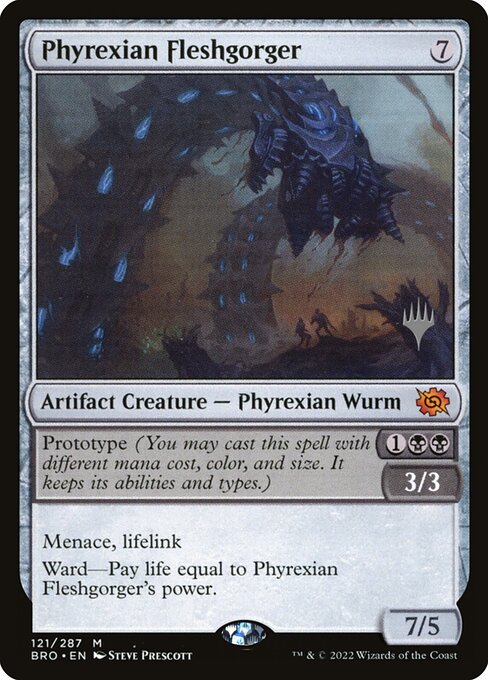 Phyrexian Fleshgorger 7
Artifact Creature — Phyrexian Wurm
Prototype (You may cast this spell with 1
different mana cost, color, and size. It
keeps its abilities and types.) 3/3
Menace, lifelink
Ward—Pay life equal to Phyrexian
Fleshgorger's power.
7/5
121/287 M
BRO • EN Steve Prescott ™ & © 2022 Wizards of the Coast